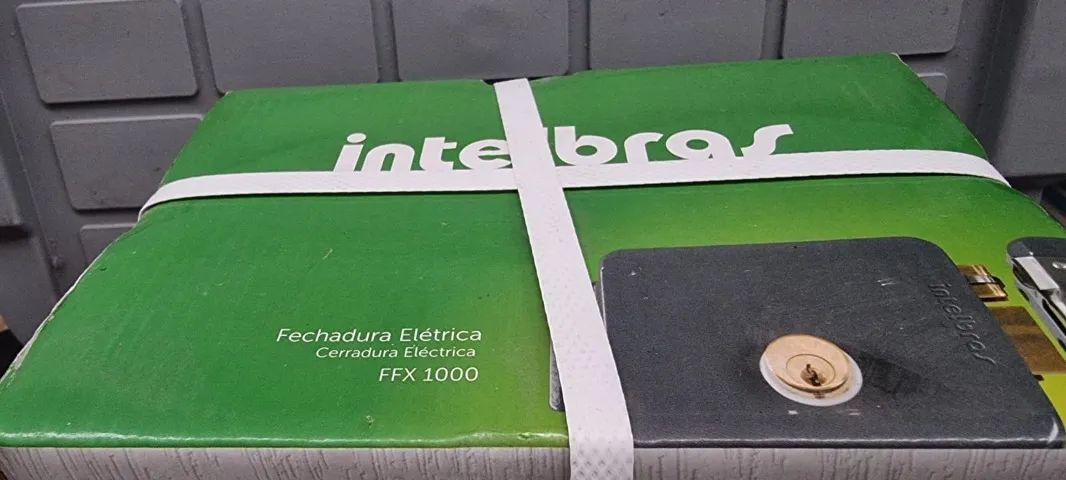 intelbras
Fechadura Elétrica
Cerradura Eléctrica
FFX 1000
intelbras